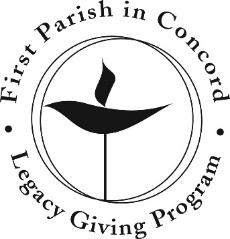 First Parish in Concord
• Legacy Giving Program •